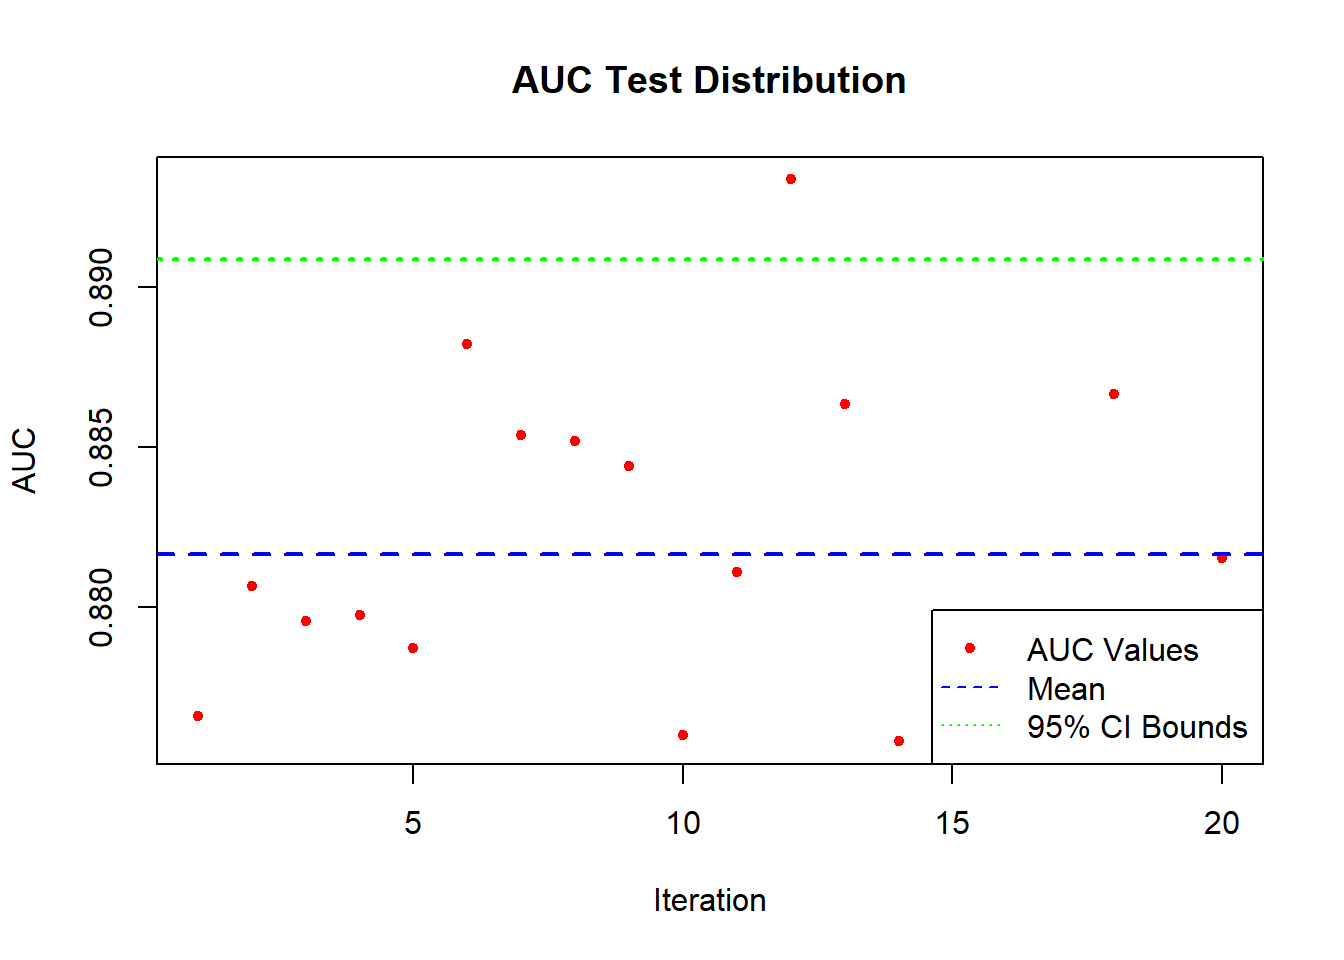 AUC Test Distribution
AUC
0.890
0.885
0.880
AUC Values
Mean
95% CI Bounds
5
10
15
20
Iteration